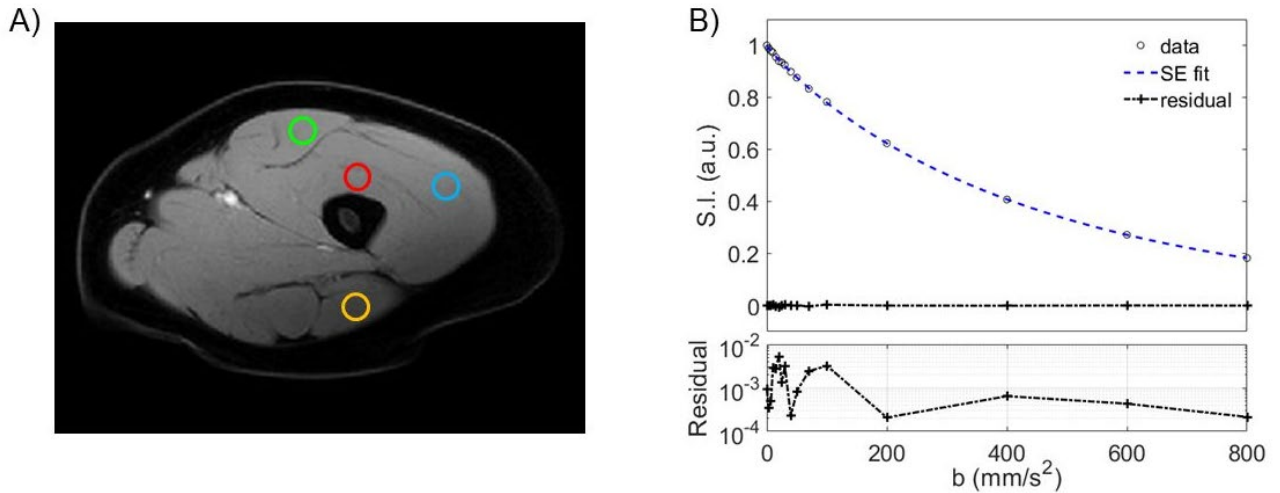 A)
B)
1
0.8
0.6
0.4
0.2
0
S.I. (a.u.)
data
SE fit
residual
10-2
10-3
10-4
Residual
0 200 400 600 800
b (mm/s2)